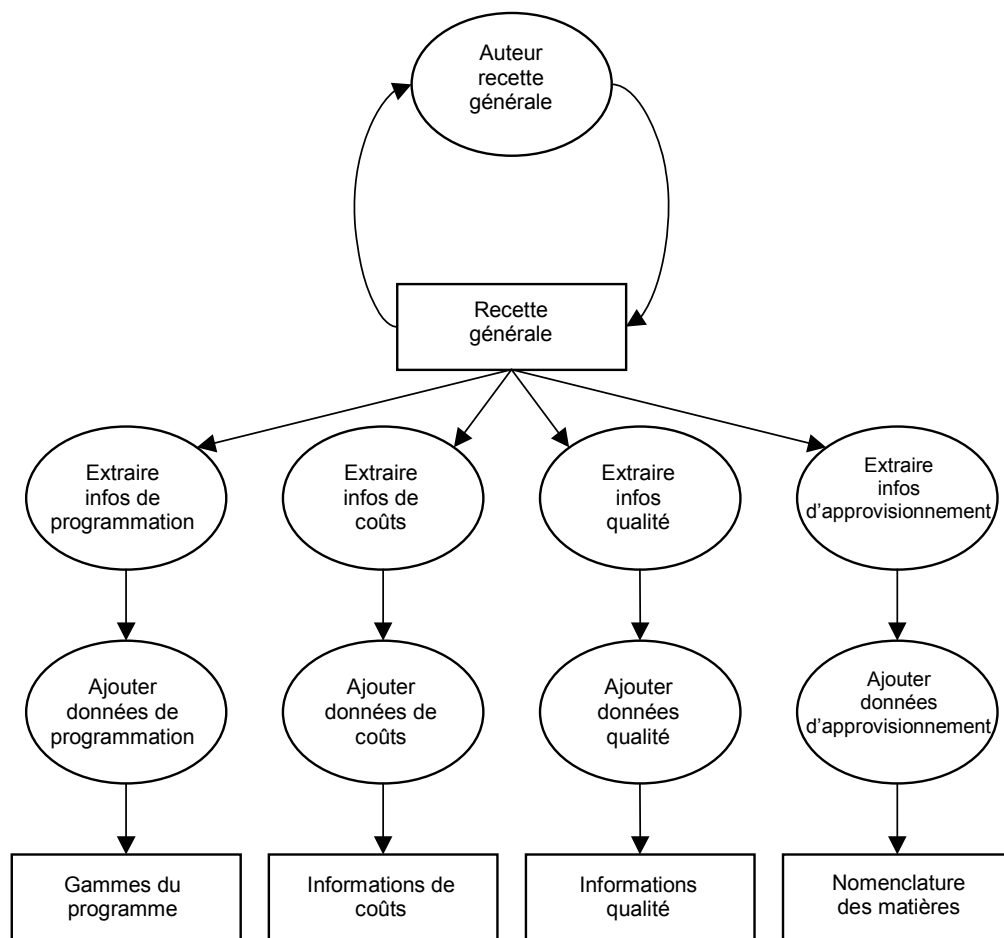 Auteur
recette
générale
Recette
générale
Extraire
infos de
programmation
Extraire
infos de
coûts
Extraire
infos
qualité
Extraire
infos
d’approvisionnement
Ajouter
données de
programmation
Ajouter
données de
coûts
Ajouter
données
qualité
Ajouter
données
d’approvisionnement
Gammes du
programme
Informations de
coûts
Informations
qualité
Nomenclature
des matières